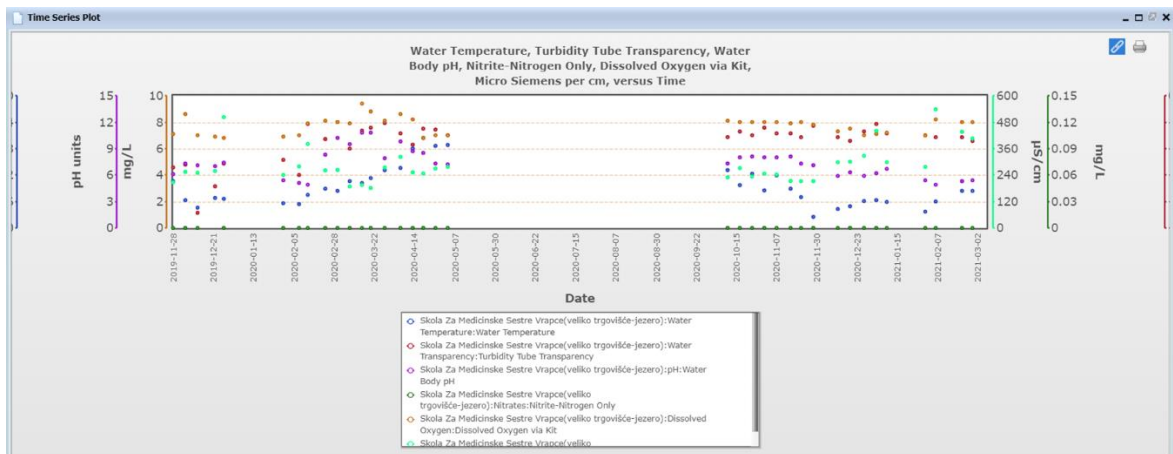 Time Series Plot
Water Temperature, Turbidity Tube Transparency, Water
Body pH, Nitrite-Nitrogen Only, Dissolved Oxygen via Kit,
Micro Siemens per cm, versus Time
15
12
9
6
3
0
pH units
10
8
6
4
2
0
mg/L
600
480
360
240
120
0
µS/cm
0.15
0.12
0.09
0.06
0.03
0
mg/L
2019-11-28
2019-12-21
2020-01-13
2020-02-05
2020-02-28
2020-03-22
2020-04-14
2020-05-07
2020-05-30
2020-06-22
2020-07-15
2020-08-07
2020-08-30
2020-09-22
2020-10-15
2020-11-07
2020-11-30
2020-12-23
2021-01-15
2021-02-07
2021-03-02
Date
Skola Za Medicinske Sestre Vrapce(veliko trgovišće-jezero):Water
Temperature:Water Temperature
Skola Za Medicinske Sestre Vrapce(veliko trgovišće-jezero):Water
Transparency:Turbidity Tube Transparency
Skola Za Medicinske Sestre Vrapce(veliko trgovišće-jezero):pH:Water
Body pH
Skola Za Medicinske Sestre Vrapce(veliko
trgovišće-jezero):Nitrates:Nitrite-Nitrogen Only
Skola Za Medicinske Sestre Vrapce(veliko trgovišće-jezero):Dissolved
Oxygen:Dissolved Oxygen via Kit
Skola Za Medicinske Sestre Vrapce(veliko